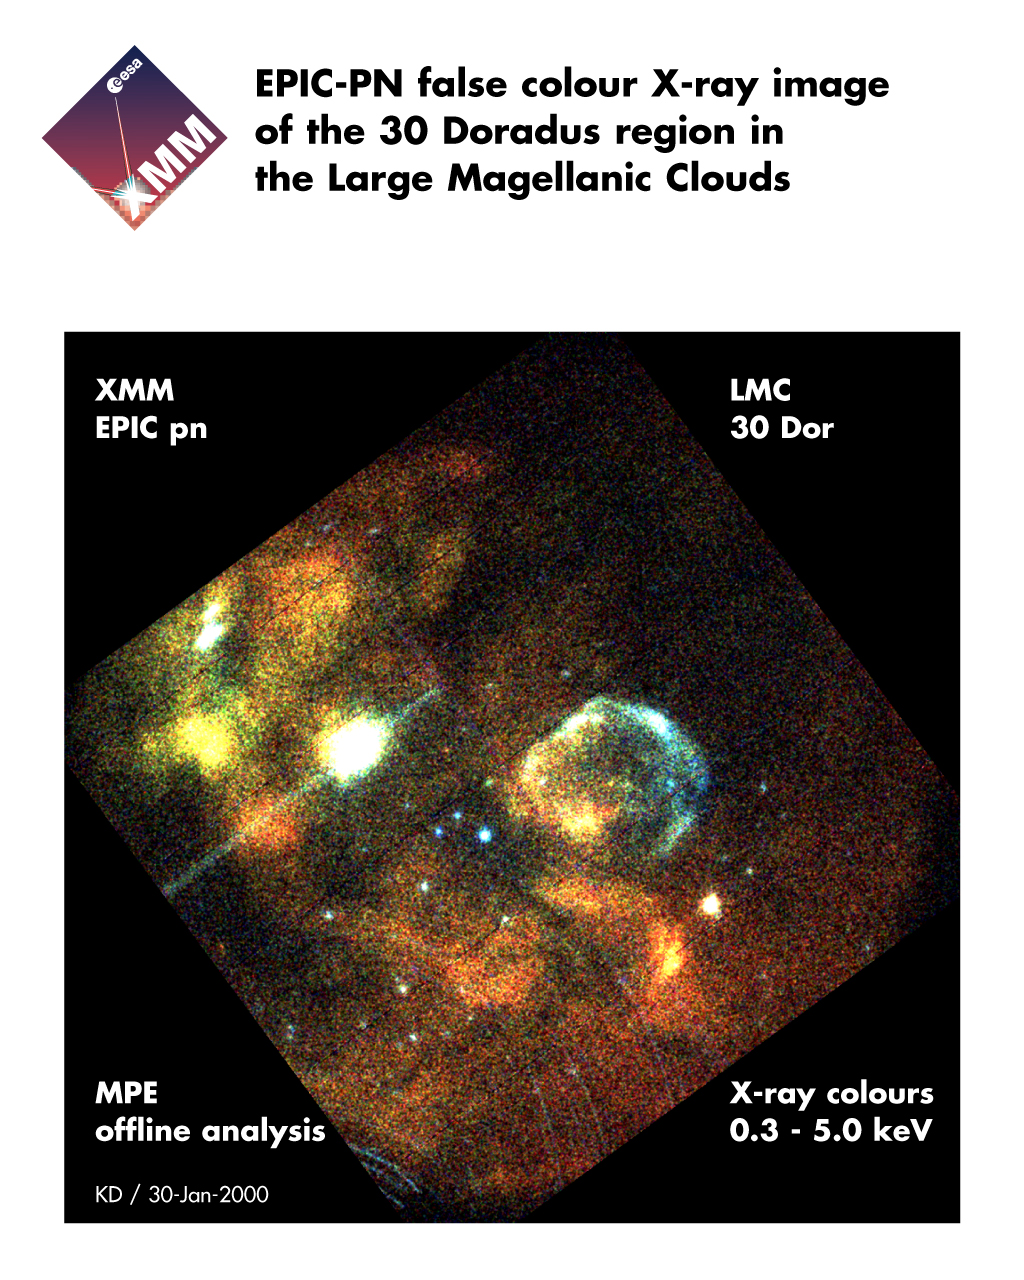 esa
XMM
EPIC-PN false colour X-ray image
of the 30 Doradus region in
the Large Magellanic Clouds
XMM
EPIC pn
LMC
30 Dor
MPE
offline analysis
KD / 30-Jan-2000
X-ray colours
0.3 - 5.0 keV